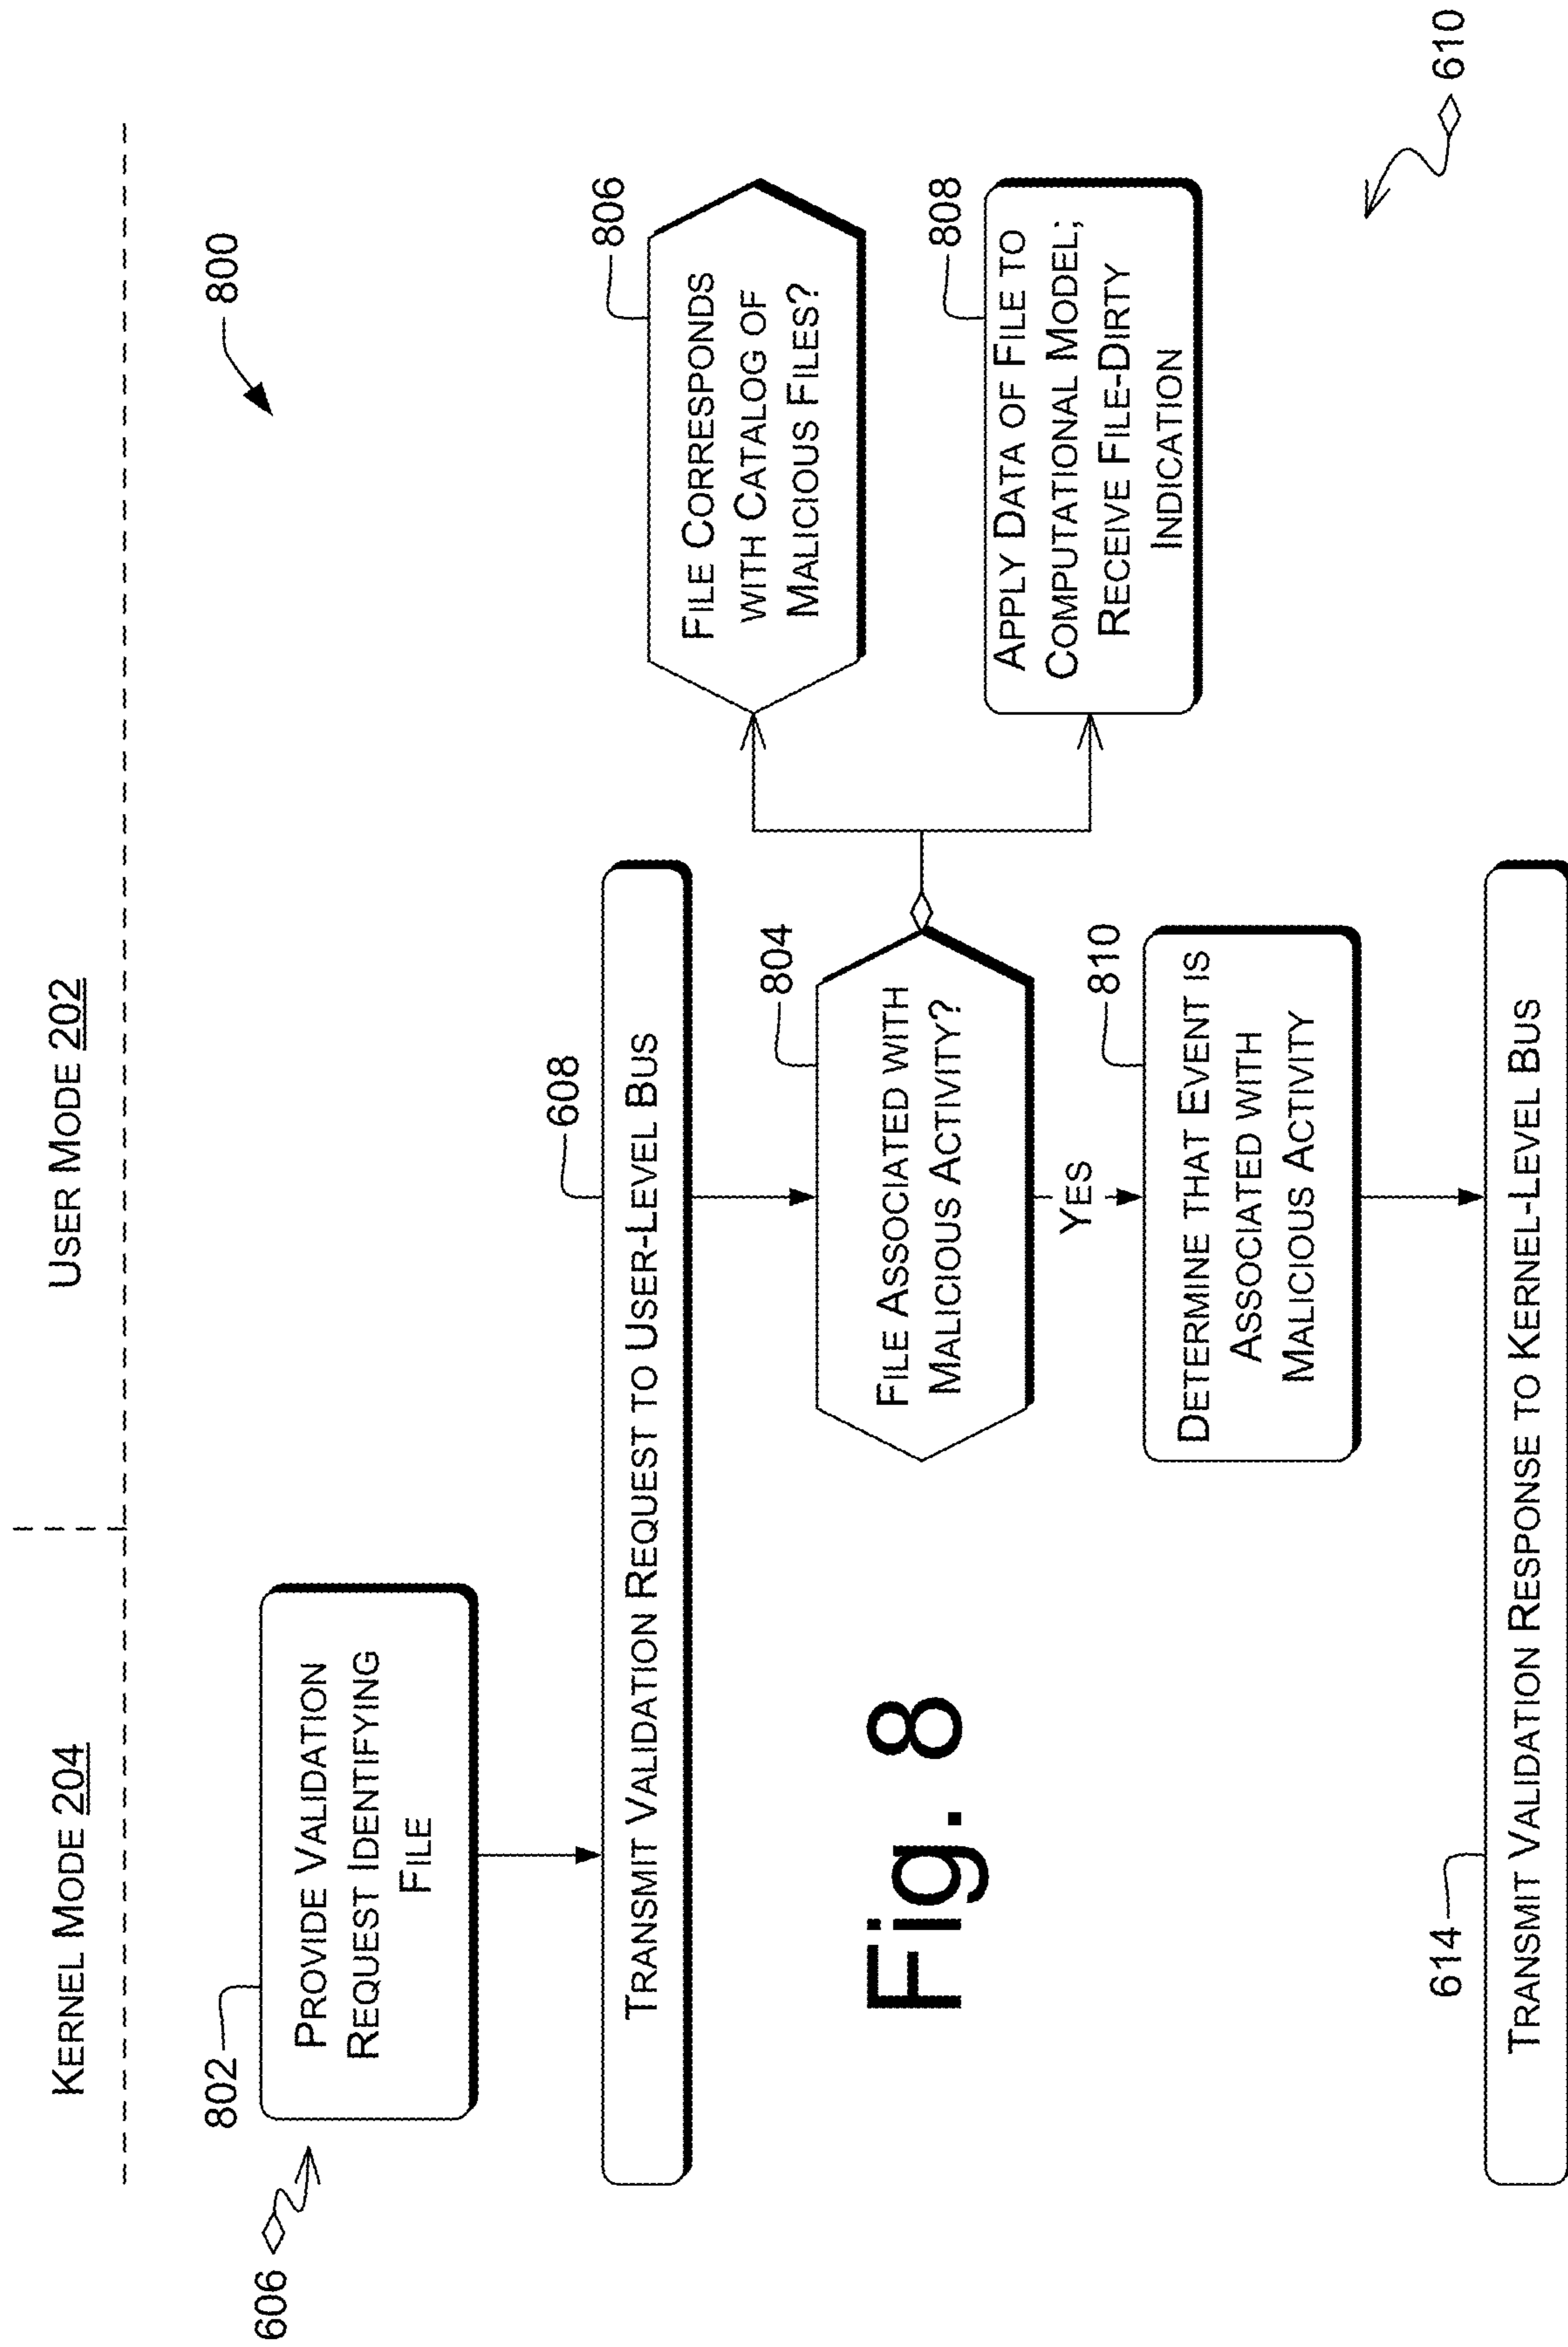 KERNEL MODE 204
USER MODE 202
800
606
802
PROVIDE VALIDATION
REQUEST IDENTIFYING
FILE
608
TRANSMIT VALIDATION REQUEST TO USER-LEVEL BUS
804
FILE ASSOCIATED WITH
MALICIOUS ACTIVITY?
806
FILE CORRESPONDS
WITH CATALOG OF
MALICIOUS FILES?
808
APPLY DATA OF FILE TO
COMPUTATIONAL MODEL;
RECEIVE FILE-DIRTY
INDICATION
YES
810
DETERMINE THAT EVENT IS
ASSOCIATED WITH
MALICIOUS ACTIVITY
610
614
TRANSMIT VALIDATION RESPONSE TO KERNEL-LEVEL BUS
Fig. 8